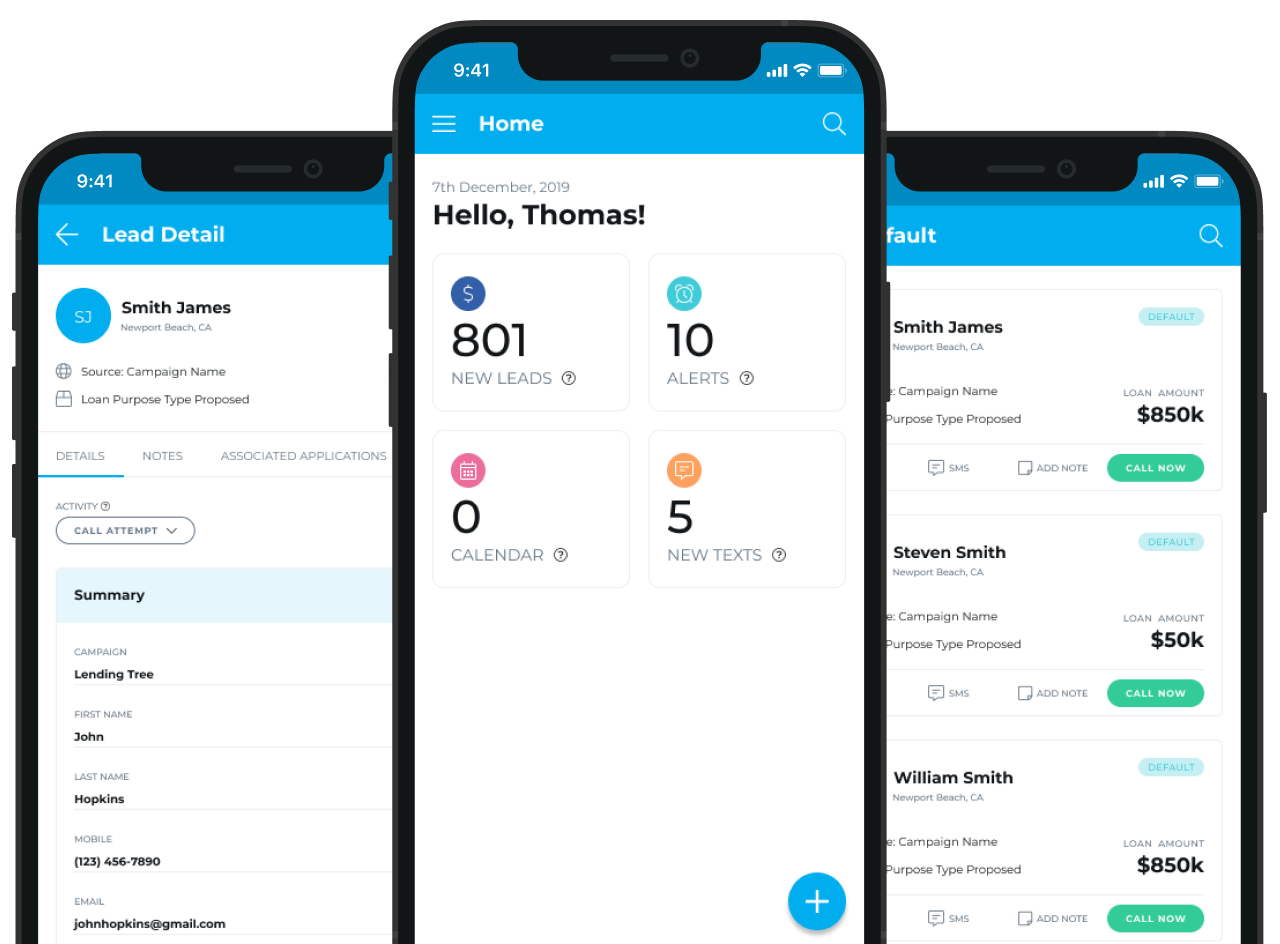 9:41
Lead Detail
SJ
Smith James
Newport Beach, CA
Source: Campaign Name
Loan Purpose Type Proposed
DETAILS NOTES ASSOCIATED APPLICATIONS
ACTIVITY ?
CALL ATTEMPT
Summary
CAMPAIGN
Lending Tree
FIRST NAME
John
LAST NAME
Hopkins
MOBILE
(123) 456-7890
EMAIL
johnhopkins@gmail.com
9:41
Home
7th December, 2019
Hello, Thomas!
$
801
NEW LEADS ?
10
ALERTS ?
0
CALENDAR ?
5
NEW TEXTS ?
+
fault
DEFAULT
Smith James
Newport Beach, CA
e: Campaign Name
LOAN AMOUNT
Purpose Type Proposed
$850k
SMS ADD NOTE CALL NOW
DEFAULT
Steven Smith
Newport Beach, CA
e: Campaign Name
LOAN AMOUNT
Purpose Type Proposed
$50k
SMS ADD NOTE CALL NOW
DEFAULT
William Smith
Newport Beach, CA
e: Campaign Name
LOAN AMOUNT
Purpose Type Proposed
$850k
SMS ADD NOTE CALL NOW